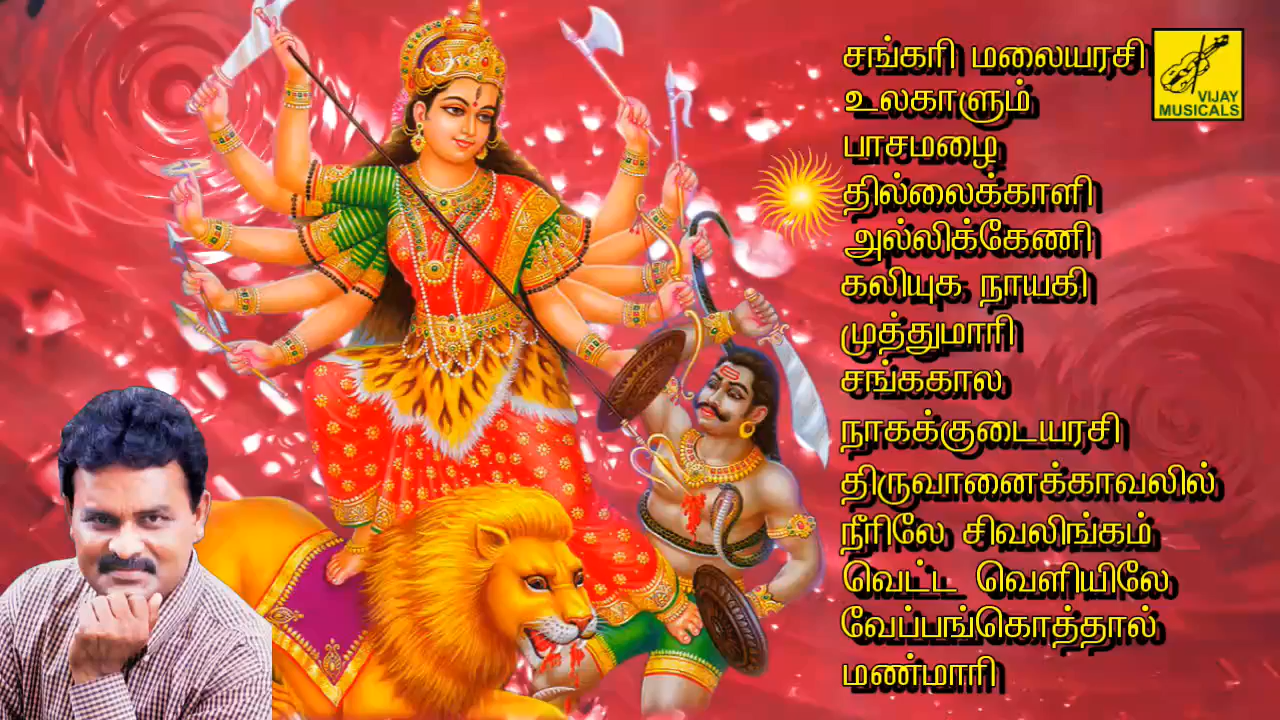 சங்கரி மலையரசி
உலகாளும்
பாசமழை
தில்லைக்காளி
அல்லிக்கேணி
கலியுக நாயகி
முத்துமாரி
சங்ககால
நாகக்குடையரசி
திருவானைக்காவலில்
நீரிலே சிவலிங்கம்
வெட்ட வெளியிலே
வேப்பங்கொத்தால்
மண்மாரி
VIJAY
MUSICALS